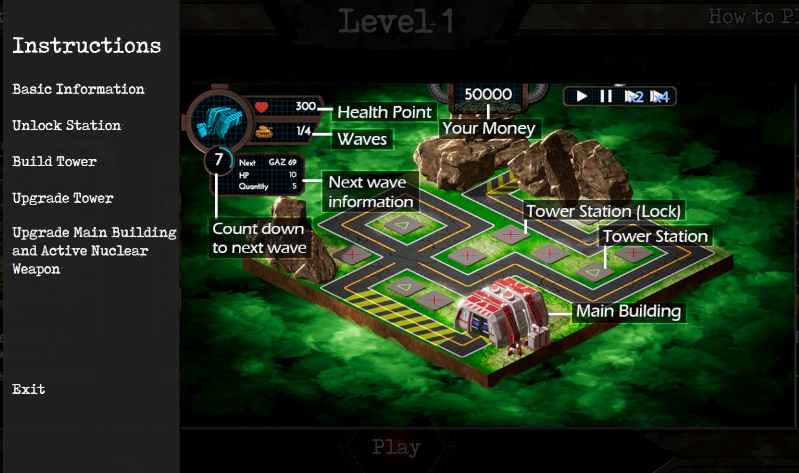 Level 1
How to Pl
Instructions
Basic Information
Unlock Station
Build Tower
Upgrade Tower
Upgrade Main Building
and Active Nuclear
Weapon
Exit
300
Health Point
1/4
Waves
50000
Your Money
x2
x4
7
Next GAZ 69
HP 10
Quantity 5
Next wave
information
Count down
to next wave
Tower Station (Lock)
Tower Station
Main Building
Play